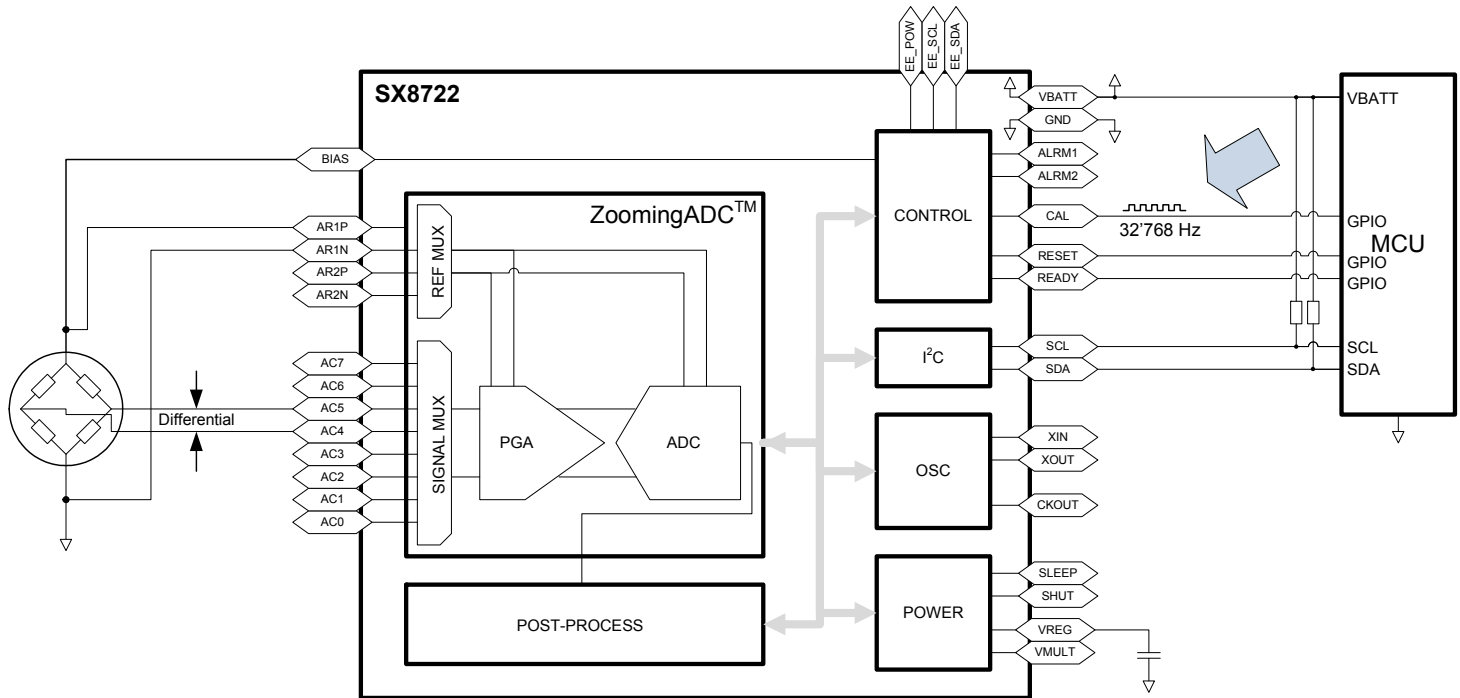 EE_POW
EE_SCL
EE_SDA
SX8722
BIAS
ZoomingADC™
AR1P
AR1N
AR2P
AR2N
REF MUX
AC7
AC6
AC5
AC4
AC3
AC2
AC1
AC0
Differential
SIGNAL MUX
PGA
ADC
POST-PROCESS
CONTROL
I²C
OSC
POWER
VBATT
GND
ALRM1
ALRM2
CAL
RESET
READY
SCL
SDA
XIN
XOUT
CKOUT
SLEEP
SHUT
VREG
VMULT
32'768 Hz
VBATT
GPIO
MCU
GPIO
GPIO
SCL
SDA